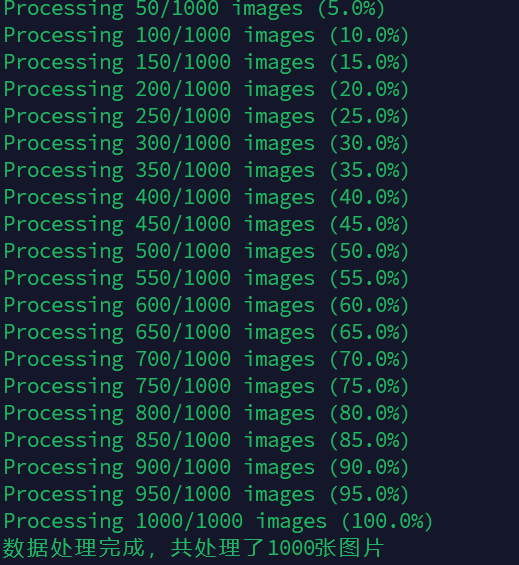 Processing 50/1000 images (5.0%)
Processing 100/1000 images (10.0%)
Processing 150/1000 images (15.0%)
Processing 200/1000 images (20.0%)
Processing 250/1000 images (25.0%)
Processing 300/1000 images (30.0%)
Processing 350/1000 images (35.0%)
Processing 400/1000 images (40.0%)
Processing 450/1000 images (45.0%)
Processing 500/1000 images (50.0%)
Processing 550/1000 images (55.0%)
Processing 600/1000 images (60.0%)
Processing 650/1000 images (65.0%)
Processing 700/1000 images (70.0%)
Processing 750/1000 images (75.0%)
Processing 800/1000 images (80.0%)
Processing 850/1000 images (85.0%)
Processing 900/1000 images (90.0%)
Processing 950/1000 images (95.0%)
Processing 1000/1000 images (100.0%)
数据处理完成，共处理了1000张图片